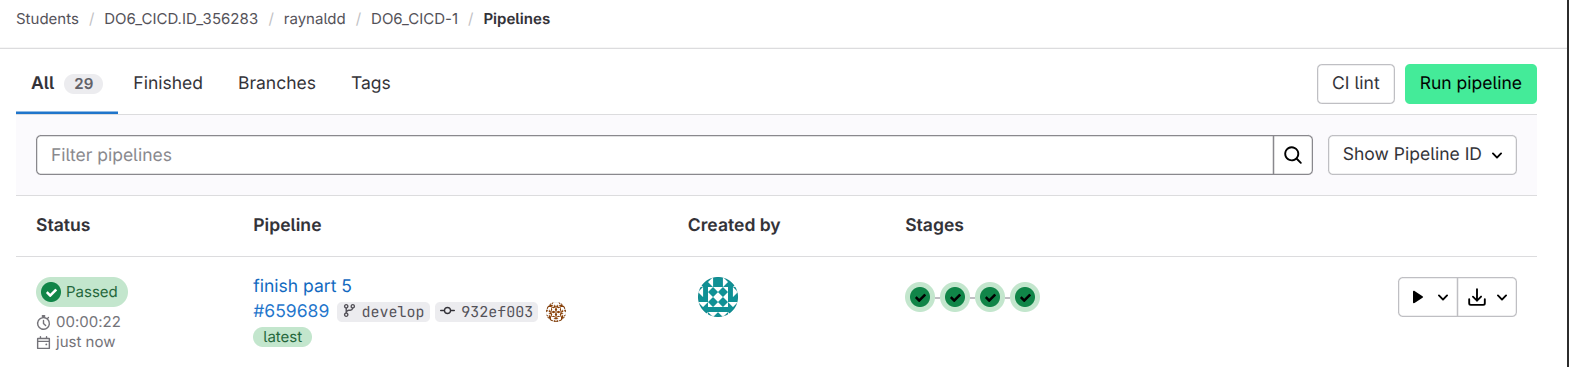 Students / DO6_CICD.ID_356283 / raynaldd / DO6_CICD-1 / Pipelines
All 29 Finished Branches Tags CI lint Run pipeline
Filter pipelines Show Pipeline ID
Status Pipeline Created by Stages
Passed finish part 5
#659689 develop 932ef003
00:00:22
latest
just now